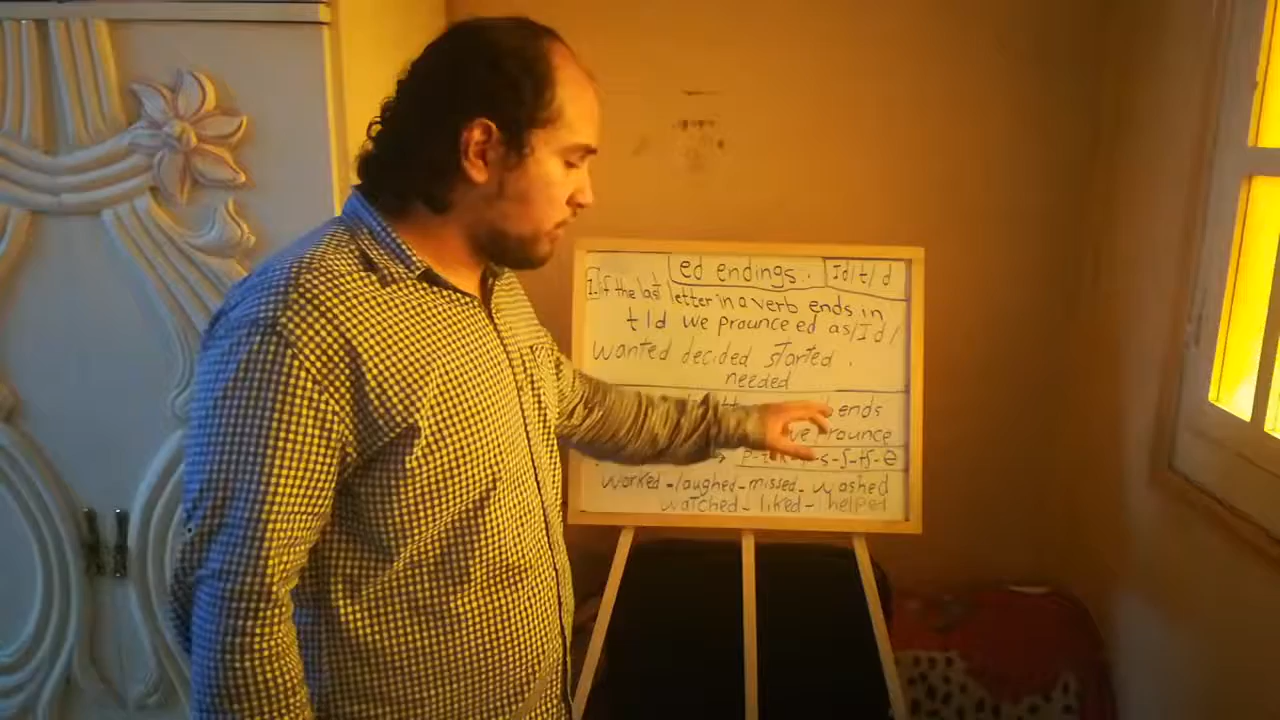 ed endings. Id/t/d
1. If the last letter in a verb ends in
t/d we prounce ed as /Id/
wanted decided started.
needed
ends
we prounce
worked - laughed - missed - washed
watched - liked - helped